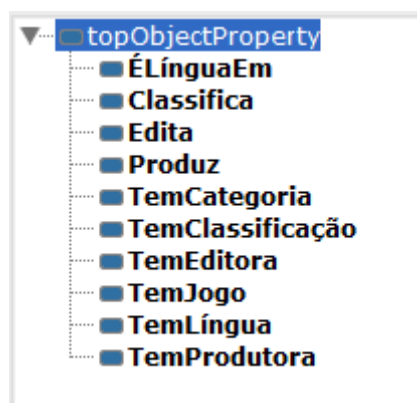 topObjectProperty
ÉLínguaEm
Classifica
Edita
Produz
TemCategoria
TemClassificação
TemEditora
TemJogo
TemLíngua
TemProdutora